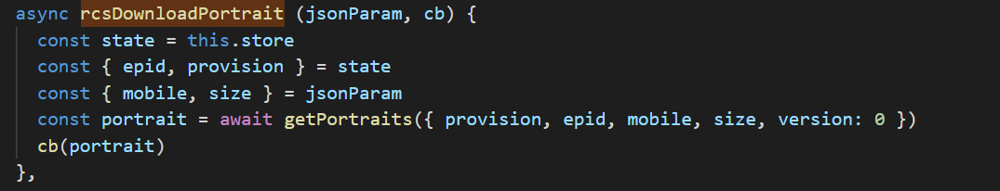 async rcsDownloadPortrait (jsonParam, cb) {
const state = this.store
const { epid, provision } = state
const { mobile, size } = jsonParam
const portrait = await getPortraits({ provision, epid, mobile, size, version: 0 })
cb(portrait)
},